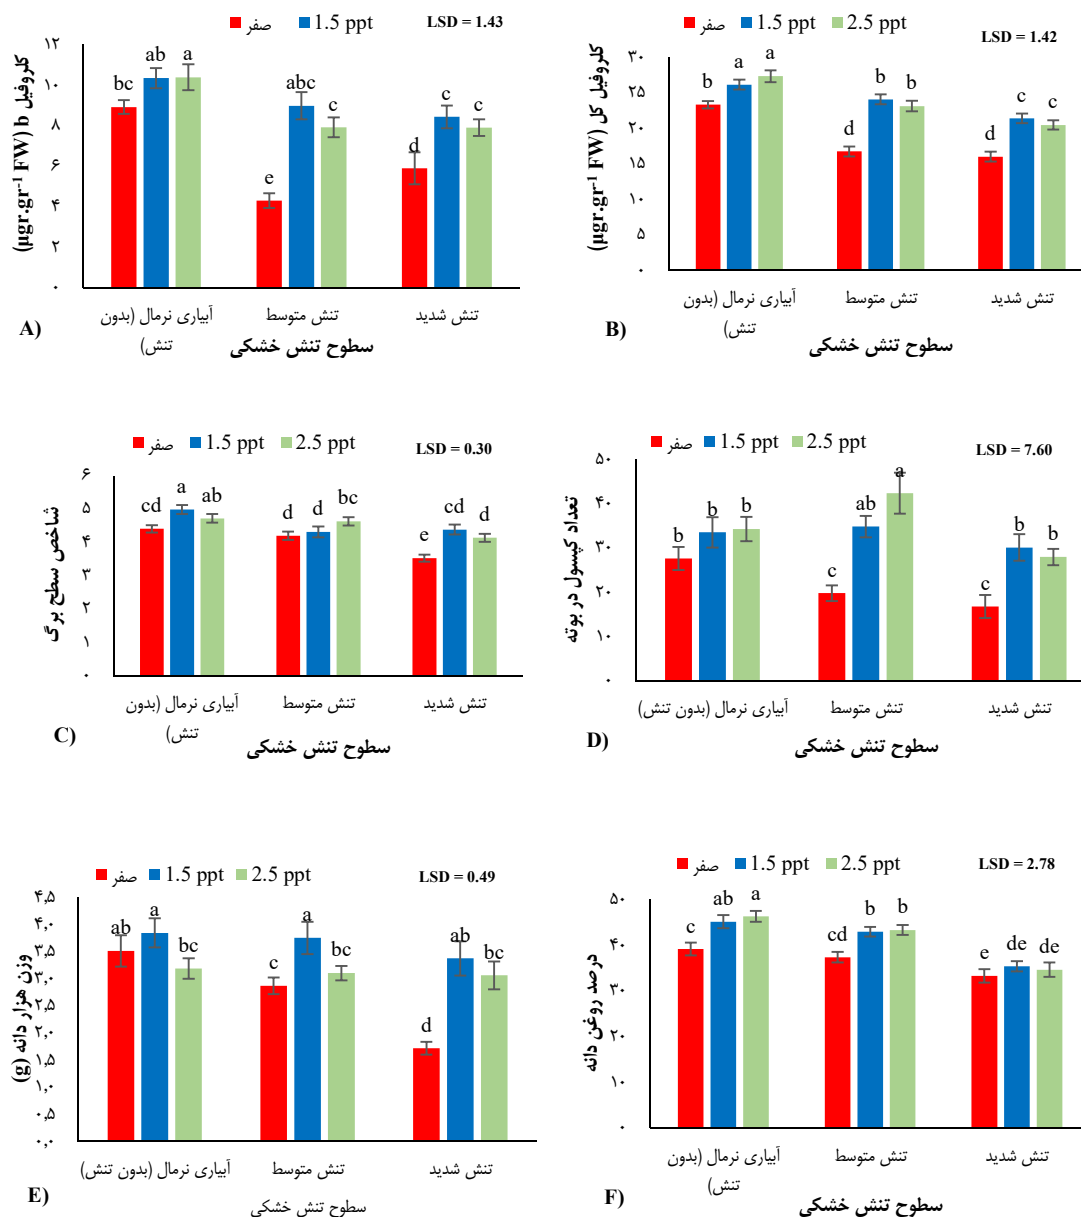 صفر 1.5 ppt 2.5 ppt
LSD = 1.43
کلروفیل b (µgr.gr-1 FW)
۱۲
۱۰
۸
۶
۴
۲
۰
bc ab a
e abc c
d c c
آبیاری نرمال (بدون
تنش)
تنش متوسط
تنش شدید
سطوح تنش خشکی
A)
صفر 1.5 ppt 2.5 ppt
LSD = 1.42
کلروفیل کل (µgr.gr-1 FW)
۳۰
۲۵
۲۰
۱۵
۱۰
۵
۰
b a a
d b b
d c c
آبیاری نرمال (بدون
تنش)
تنش متوسط
تنش شدید
سطوح تنش خشکی
B)
صفر 1.5 ppt 2.5 ppt
LSD = 0.30
شاخص سطح برگ
۶
۵
۴
۳
۲
۱
۰
cd a ab
d d bc
e cd d
آبیاری نرمال (بدون
تنش)
تنش متوسط
تنش شدید
سطوح تنش خشکی
C)
صفر 1.5 ppt 2.5 ppt
LSD = 7.60
تعداد کپسول در بوته
۵۰
۴۰
۳۰
۲۰
۱۰
۰
b b b
c ab a
c b b
آبیاری نرمال (بدون تنش)
تنش متوسط
تنش شدید
سطوح تنش خشکی
D)
صفر 1.5 ppt 2.5 ppt
LSD = 0.49
وزن هزار دانه (g)
۴,۵
۴,۰
۳,۵
۳,۰
۲,۵
۲,۰
۱,۵
۱,۰
۰,۵
۰,۰
ab a bc
c a bc
d ab bc
آبیاری نرمال (بدون تنش)
تنش متوسط
تنش شدید
سطوح تنش خشکی
E)
صفر 1.5 ppt 2.5 ppt
LSD = 2.78
درصد روغن دانه
۵۰
۴۰
۳۰
۲۰
۱۰
۰
c ab a
cd b b
e de de
آبیاری نرمال (بدون
تنش)
تنش متوسط
تنش شدید
سطوح تنش خشکی
F)